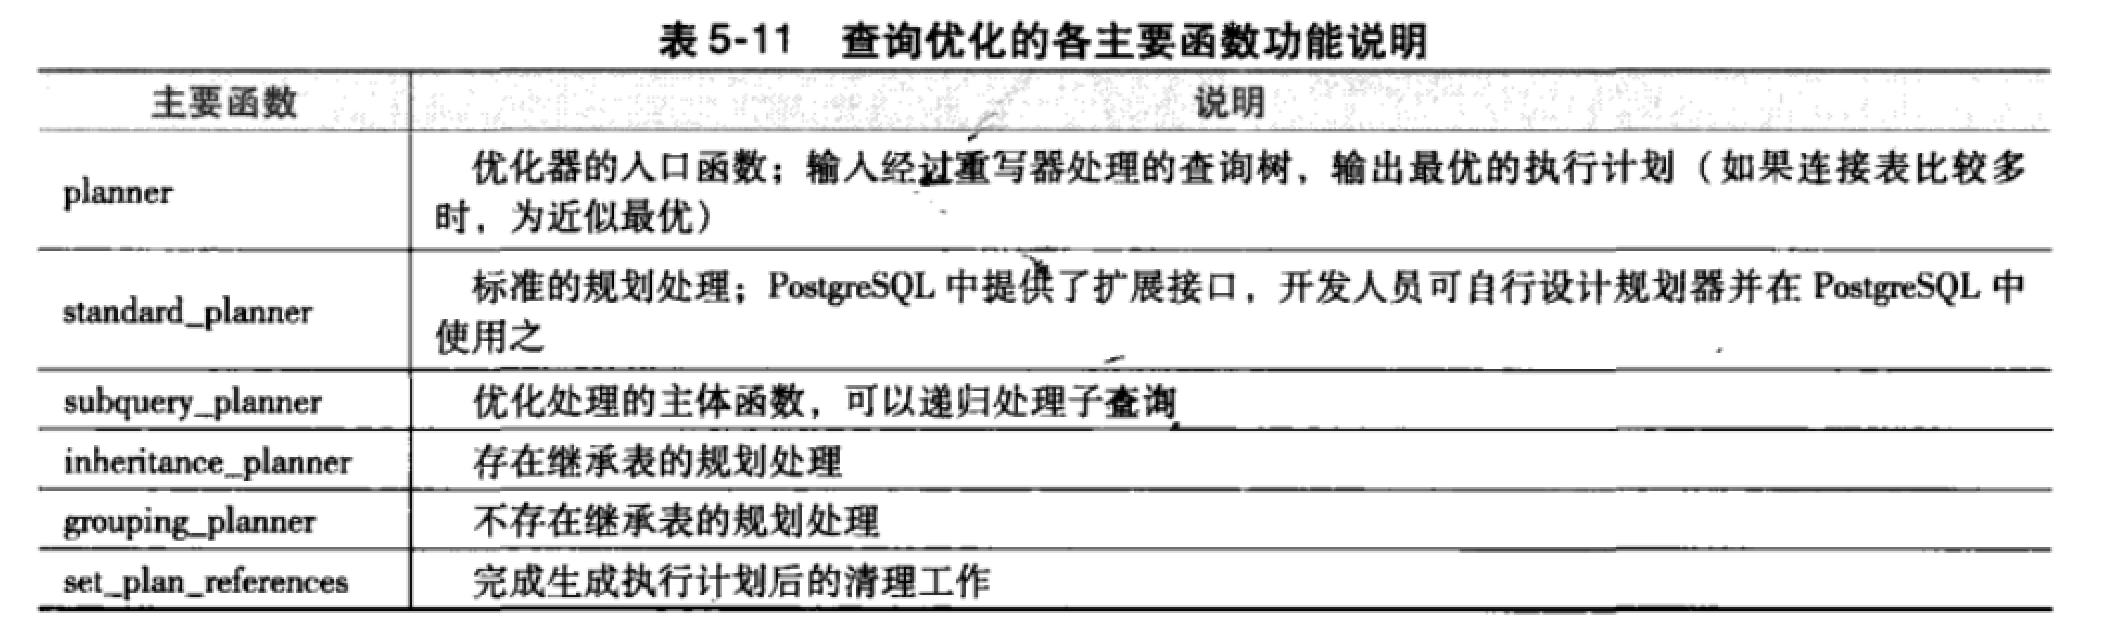 表 5-11 查询优化的各主要函数功能说明
主要函数 说明
planner
优化器的入口函数；输入经过重写器处理的查询树，输出最优的执行计划（如果连接表比较多
时，为近似最优）
standard_planner
标准的规划处理；PostgreSQL 中提供了扩展接口，开发人员可自行设计规划器并在 PostgreSQL 中
使用之
subquery_planner 优化处理的主体函数，可以递归处理子查询
inheritance_planner 存在继承表的规划处理
grouping_planner 不存在继承表的规划处理
set_plan_references 完成生成执行计划后的清理工作